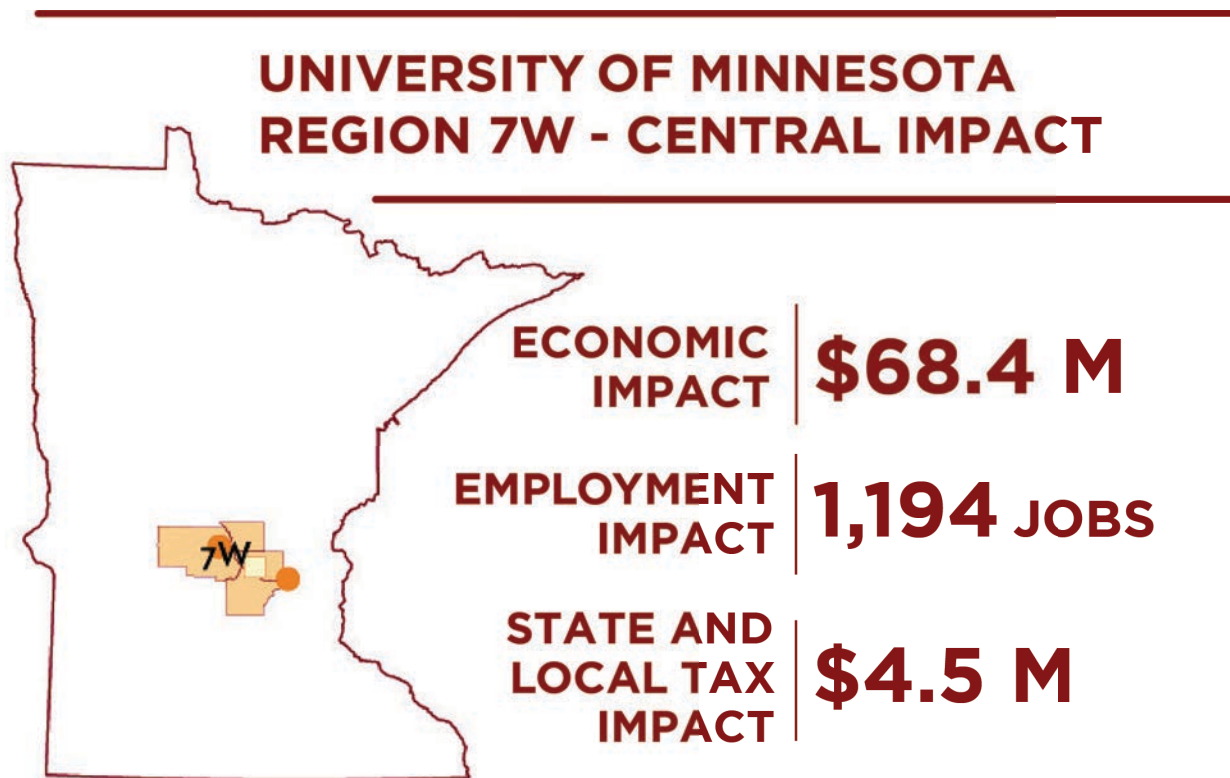 UNIVERSITY OF MINNESOTA
REGION 7W - CENTRAL IMPACT
ECONOMIC
IMPACT
$68.4 M
EMPLOYMENT
IMPACT
1,194 JOBS
7W
STATE AND
LOCAL TAX
IMPACT
$4.5 M